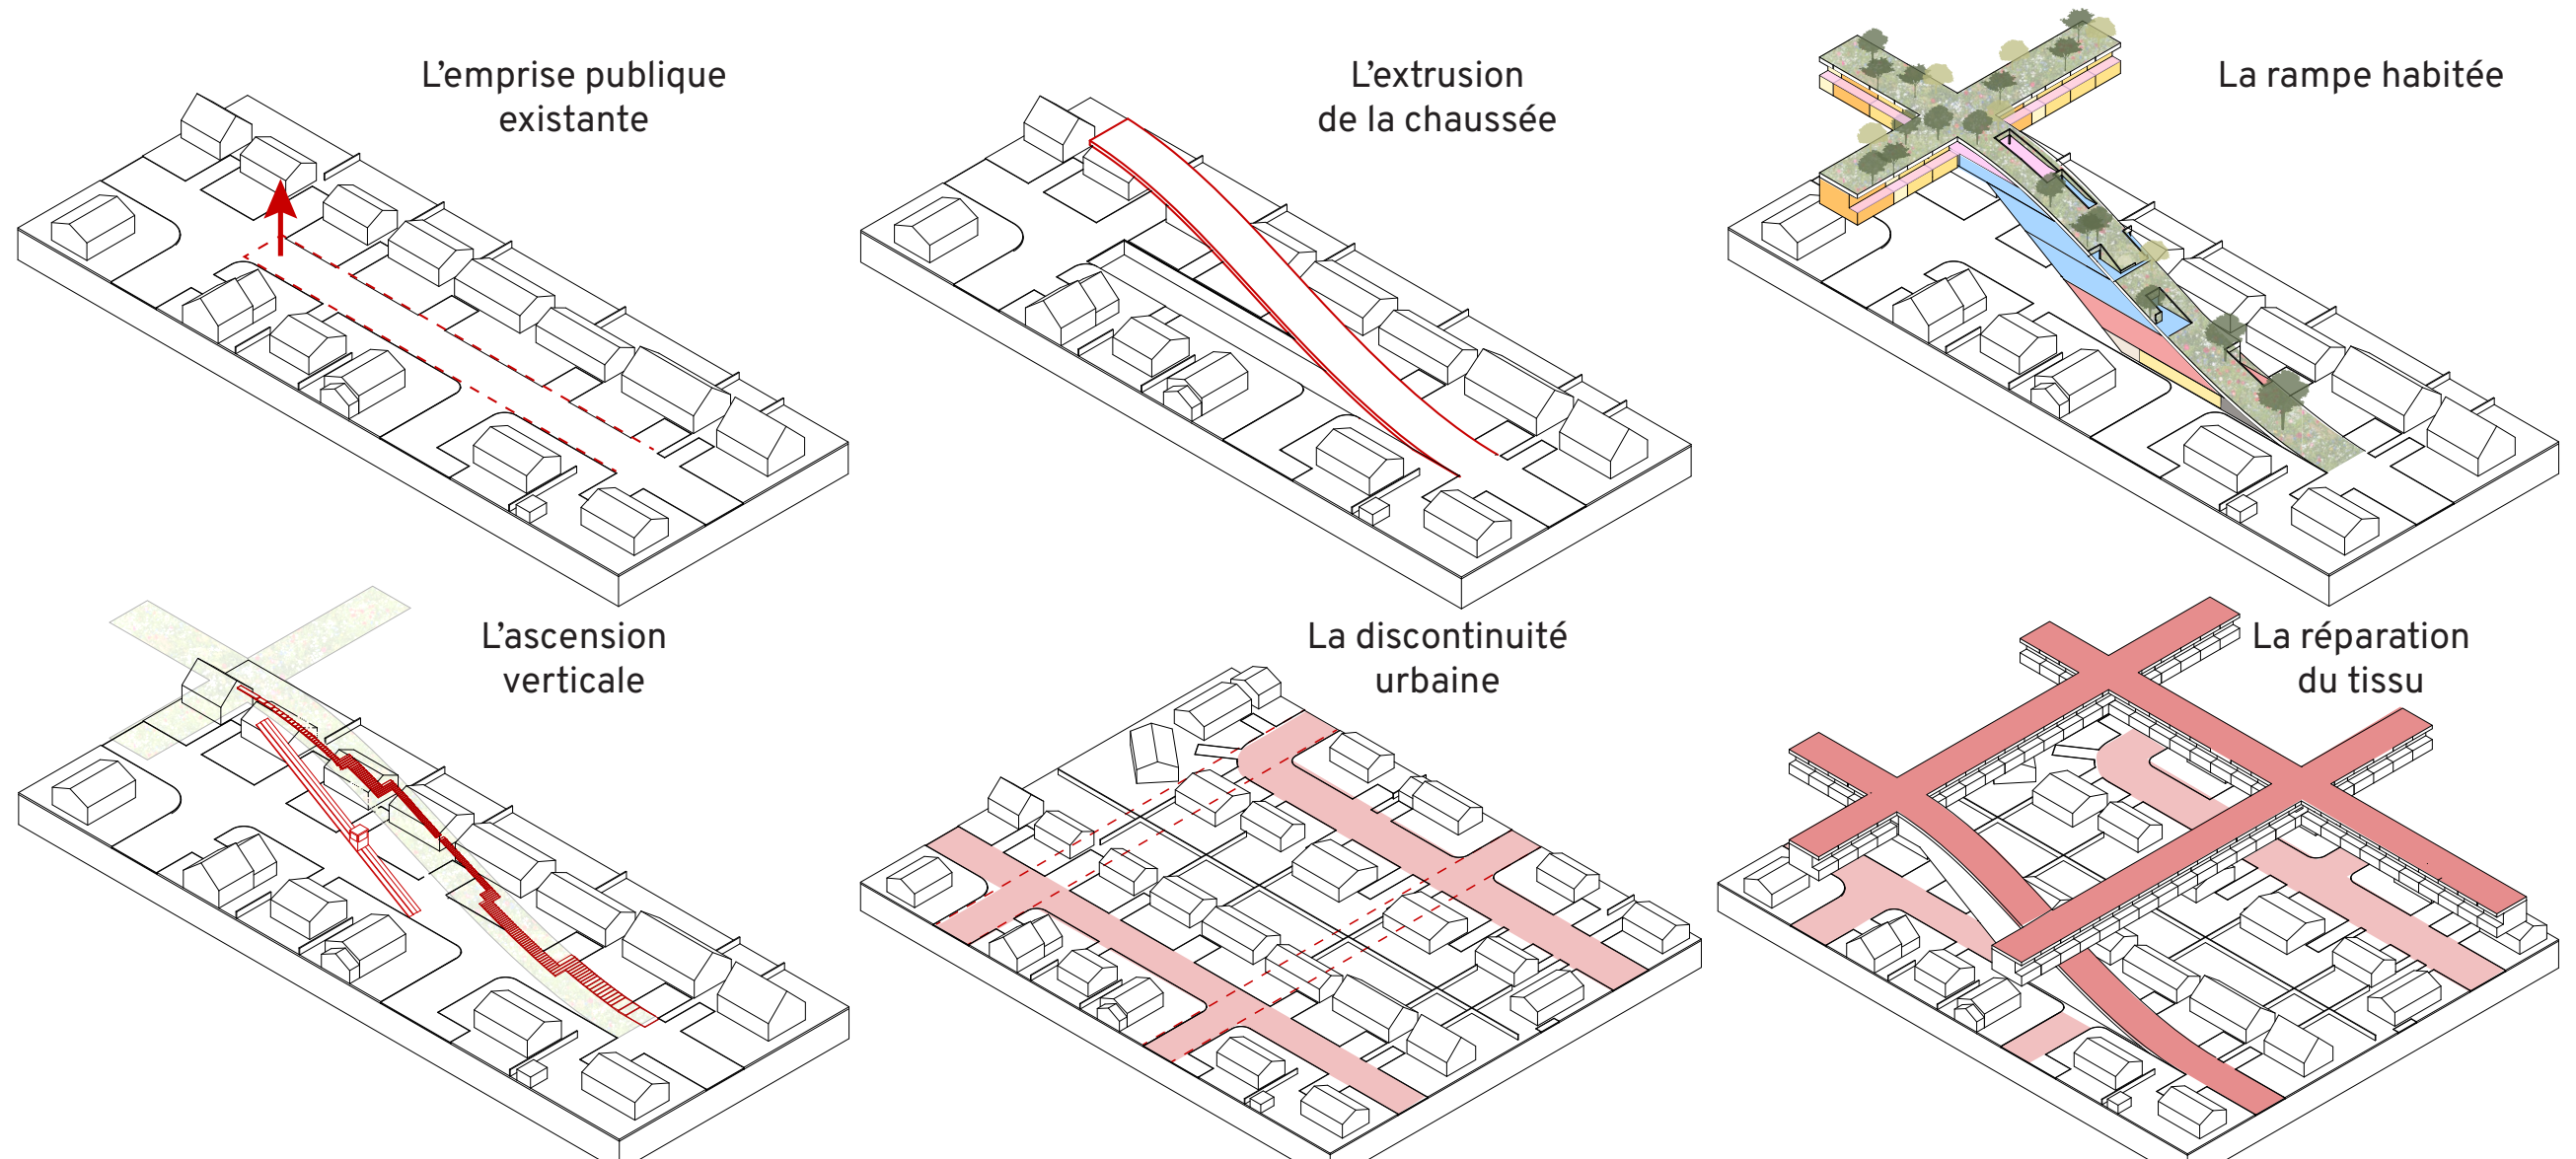 L’emprise publique
existante
L’extrusion
de la chaussée
La rampe habitée
L’ascension
verticale
La discontinuité
urbaine
La réparation
du tissu